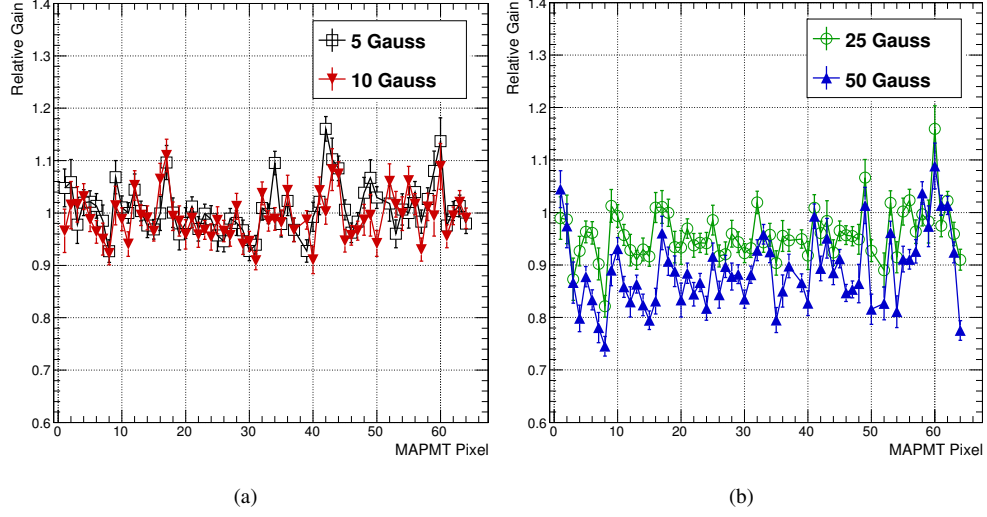 Relative Gain
1.4
1.3
1.2
1.1
1
0.9
0.8
0.7
0.6
5 Gauss
10 Gauss
0 10 20 30 40 50 60
MAPMT Pixel
(a)
Relative Gain
1.4
1.3
1.2
1.1
1
0.9
0.8
0.7
0.6
25 Gauss
50 Gauss
0 10 20 30 40 50 60
MAPMT Pixel
(b)